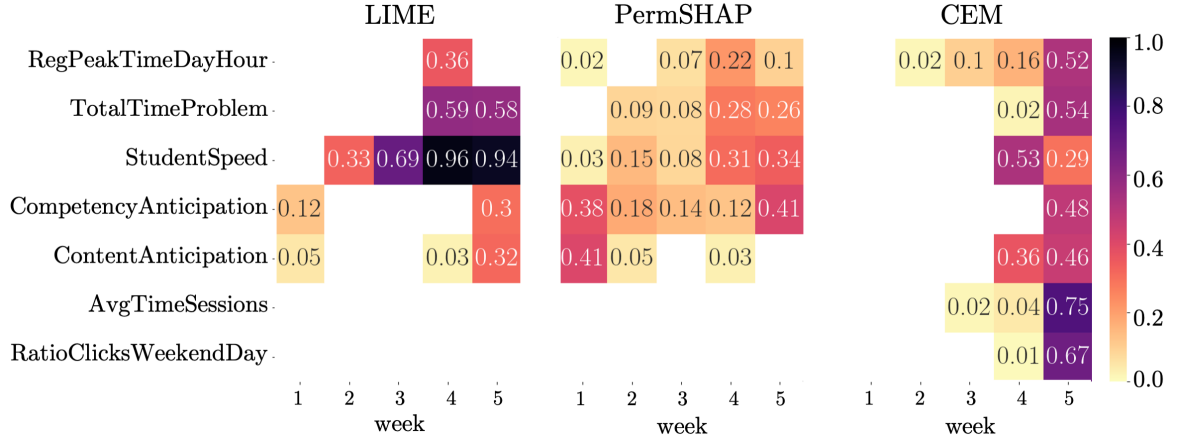 LIME PermSHAP CEM
RegPeakTimeDayHour 0.36 0.02 0.07 0.22 0.1 0.02 0.1 0.16 0.52 1.0
TotalTimeProblem 0.59 0.58 0.09 0.08 0.28 0.26 0.02 0.54 0.8
StudentSpeed 0.33 0.69 0.96 0.94 0.03 0.15 0.08 0.31 0.34 0.53 0.29 0.6
CompetencyAnticipation 0.12 0.3 0.38 0.18 0.14 0.12 0.41 0.48
ContentAnticipation 0.05 0.03 0.32 0.41 0.05 0.03 0.36 0.46 0.4
AvgTimeSessions 0.02 0.04 0.75 0.2
RatioClicksWeekendDay 0.01 0.67 0.0
1 2 3 4 5 1 2 3 4 5 1 2 3 4 5
week week week